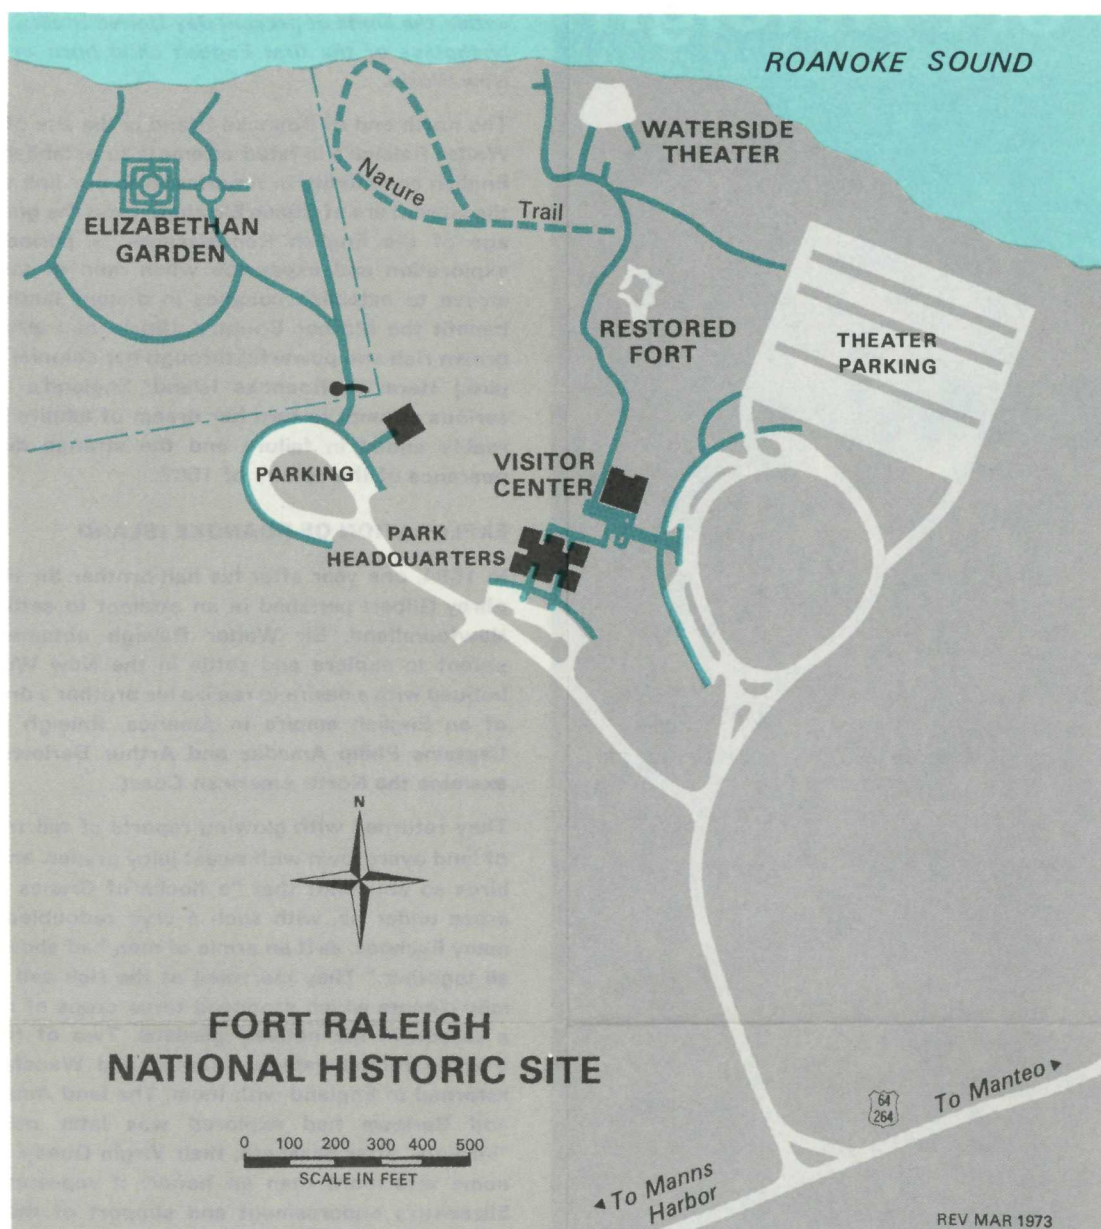 ROANOKE SOUND
WATERSIDE
THEATER
Nature
Trail
ELIZABETHAN
GARDEN
RESTORED
FORT
THEATER
PARKING
PARKING
VISITOR
CENTER
PARK
HEADQUARTERS
N
FORT RALEIGH
NATIONAL HISTORIC SITE
0 100 200 300 400 500
SCALE IN FEET
64
264
To Manteo
To Manns
Harbor
REV MAR 1973